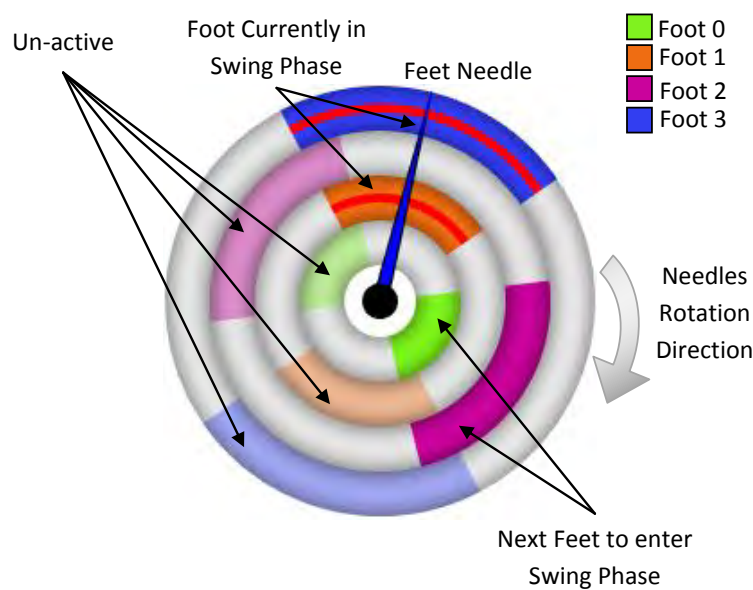 Un-active
Foot Currently in
Swing Phase
Feet Needle
Foot 0
Foot 1
Foot 2
Foot 3
Needles
Rotation
Direction
Next Feet to enter
Swing Phase